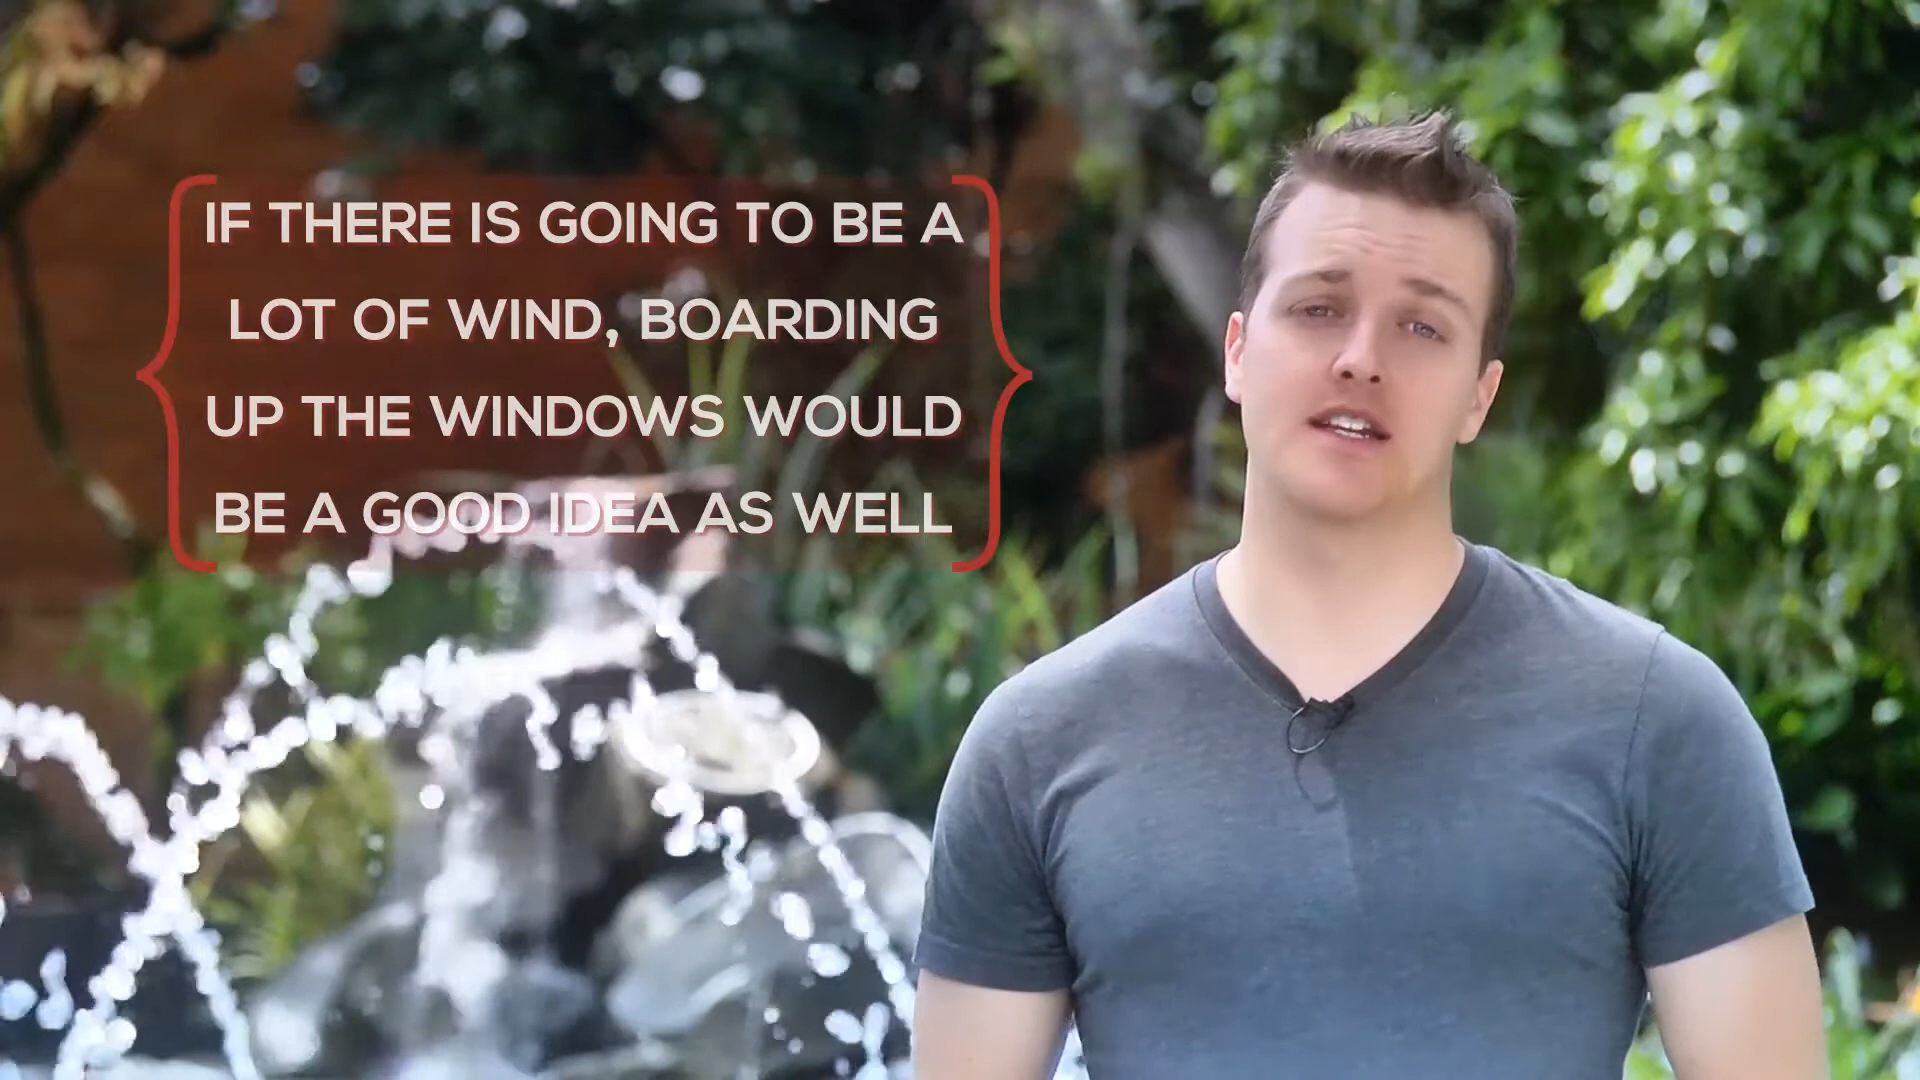 IF THERE IS GOING TO BE A
LOT OF WIND, BOARDING
UP THE WINDOWS WOULD
BE A GOOD IDEA AS WELL